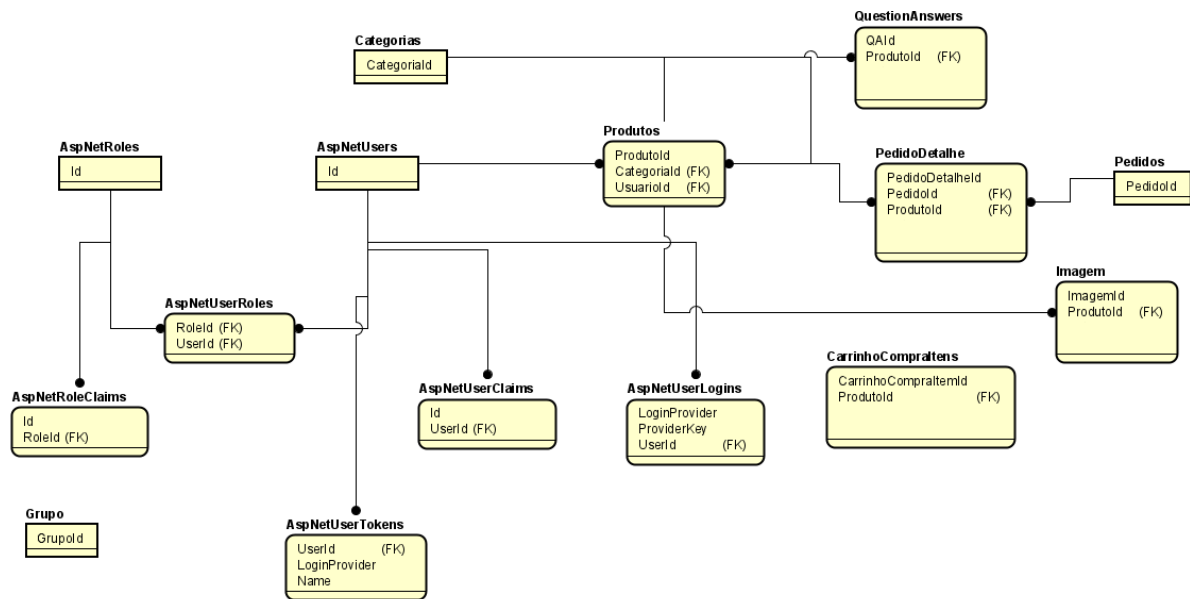 QuestionAnswers
QAId
ProdutoId (FK)
Categorias
CategoriaId
Produtos
ProdutoId
CategoriaId (FK)
UsuarioId (FK)
AspNetRoles
Id
AspNetUsers
Id
PedidoDetalhe
PedidoDetalheId
PedidoId (FK)
ProdutoId (FK)
Pedidos
PedidoId
Imagem
ImagemId
ProdutoId (FK)
AspNetUserRoles
RoleId (FK)
UserId (FK)
CarrinhoCompraItens
CarrinhoCompraItemId
ProdutoId (FK)
AspNetRoleClaims
Id
RoleId (FK)
AspNetUserClaims
Id
UserId (FK)
AspNetUserLogins
LoginProvider
ProviderKey
UserId (FK)
Grupo
GrupoId
AspNetUserTokens
UserId (FK)
LoginProvider
Name